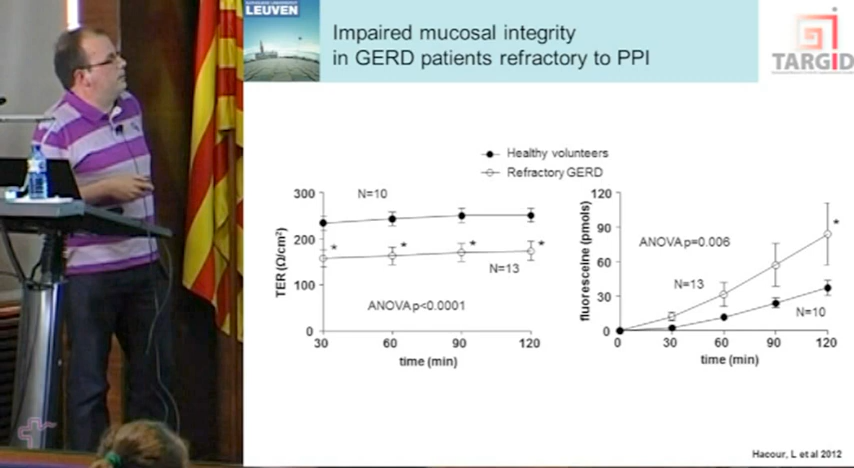 LEUVEN
Impaired mucosal integrity
in GERD patients refractory to PPI
TARGID
Healthy volunteers
Refractory GERD
N=10
N=13
ANOVA p<0.0001
TER (Ω/cm²)
300
200
100
0
30
60
90
120
time (min)
ANOVA p=0.006
N=13
N=10
fluoresceine (pmols)
120
90
60
30
0
0
30
60
90
120
time (min)
*
*
*
*
*
Hacour, L et al 2012